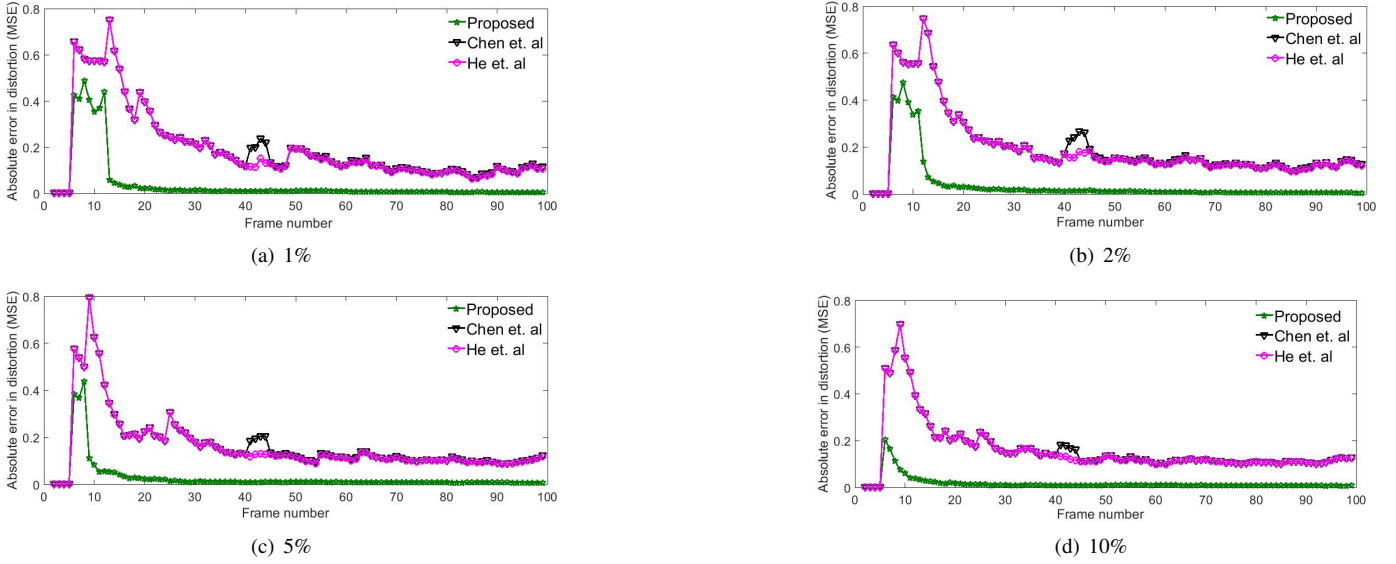 Absolute error in distortion (MSE)
0.8
0.6
0.4
0.2
0
Proposed
Chen et. al
He et. al
0 10 20 30 40 50 60 70 80 90 100
Frame number
(a) 1%
Absolute error in distortion (MSE)
0.8
0.6
0.4
0.2
0
Proposed
Chen et. al
He et. al
0 10 20 30 40 50 60 70 80 90 100
Frame number
(b) 2%
Absolute error in distortion (MSE)
0.8
0.6
0.4
0.2
0
Proposed
Chen et. al
He et. al
0 10 20 30 40 50 60 70 80 90 100
Frame number
(c) 5%
Absolute error in distortion (MSE)
0.8
0.6
0.4
0.2
0
Proposed
Chen et. al
He et. al
0 10 20 30 40 50 60 70 80 90 100
Frame number
(d) 10%